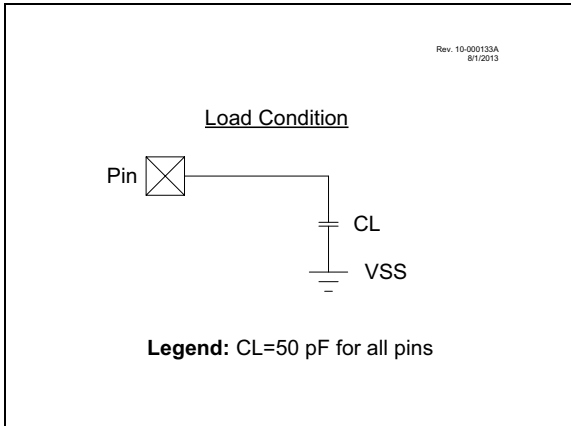 Rev. 10-000133A
8/1/2013
Load Condition
Pin
CL
VSS
Legend: CL=50 pF for all pins